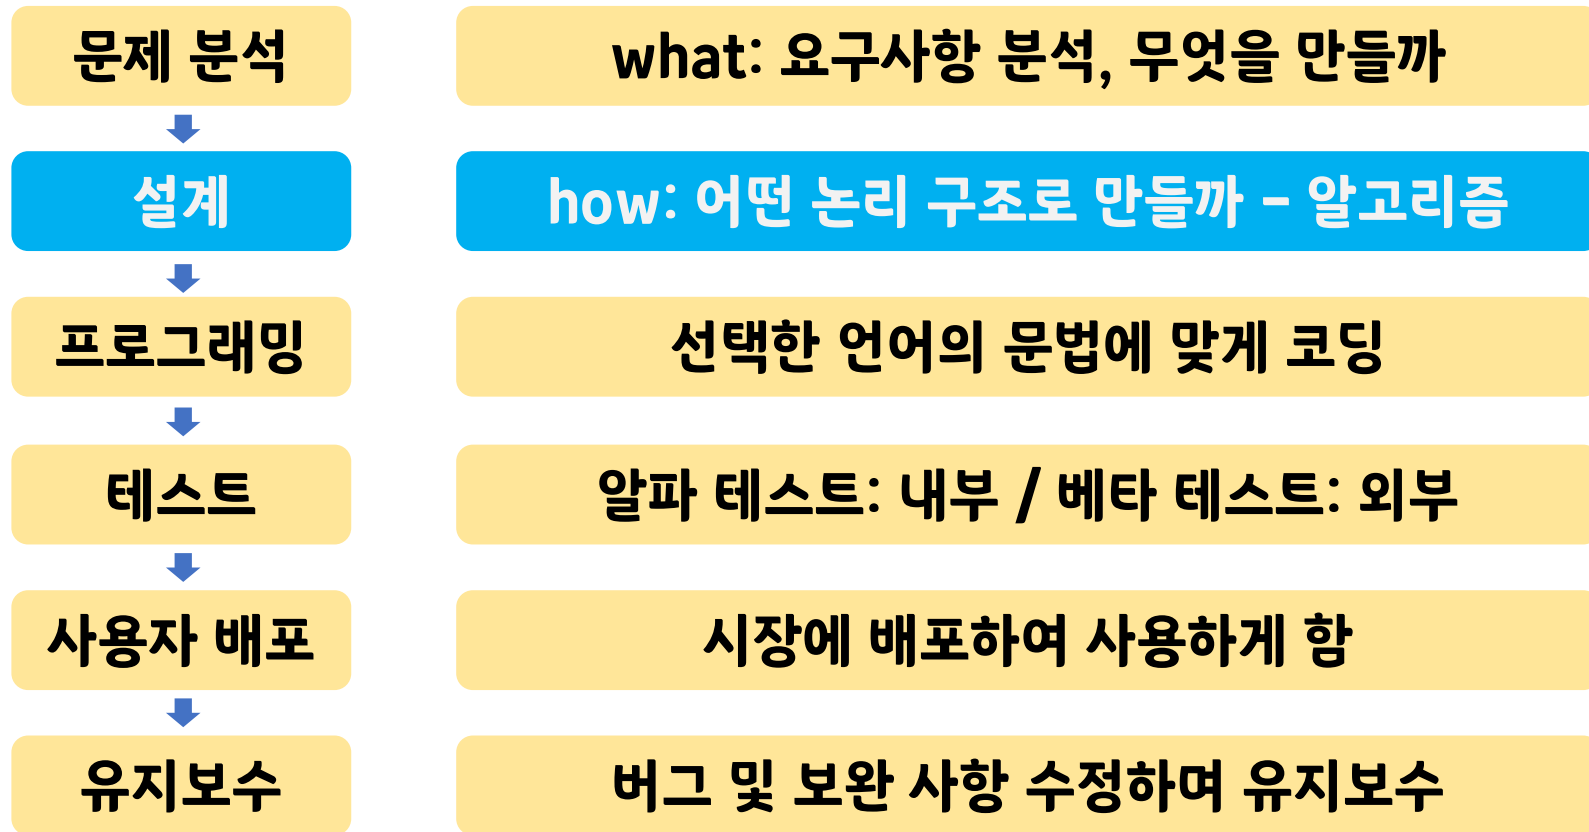 문제 분석
what: 요구사항 분석, 무엇을 만들까
설계
how: 어떤 논리 구조로 만들까 - 알고리즘
프로그래밍
선택한 언어의 문법에 맞게 코딩
테스트
알파 테스트: 내부 / 베타 테스트: 외부
사용자 배포
시장에 배포하여 사용하게 함
유지보수
버그 및 보완 사항 수정하며 유지보수